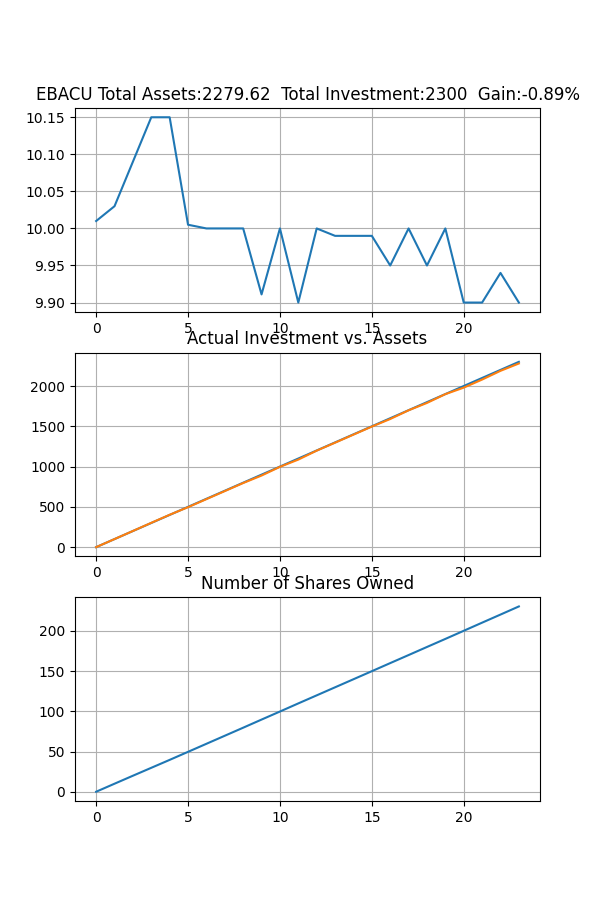 EBACU Total Assets:2279.62  Total Investment:2300  Gain:-0.89%
10.15
10.10
10.05
10.00
9.95
9.90
0 5 10 15 20
Actual Investment vs. Assets
2000
1500
1000
500
0
0 5 10 15 20
Number of Shares Owned
200
150
100
50
0
0 5 10 15 20